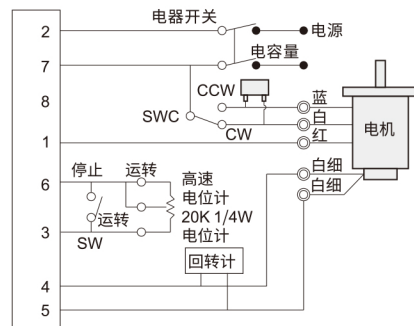 电器开关
2
电源
电容量
7
CCW
8
蓝
SWC
白
CW
电机
1
红
停止
运转
高速
白细
6
电位计
白细
20K 1/4W
运转
电位计
3
SW
回转计
4
5